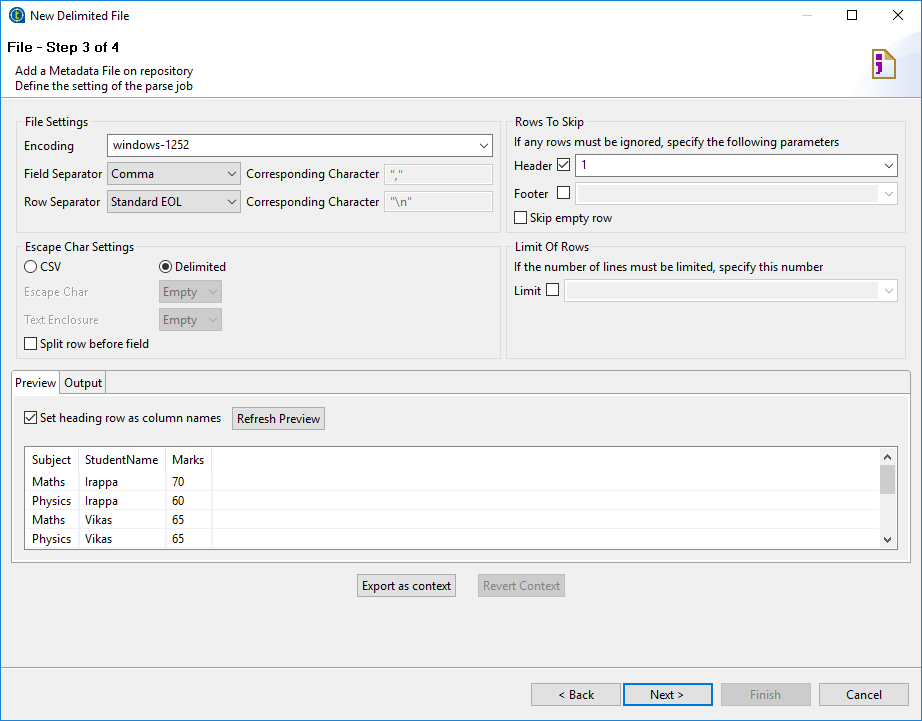 New Delimited File
File - Step 3 of 4
Add a Metadata File on repository
Define the setting of the parse job
File Settings
Encoding windows-1252
Field Separator Comma Corresponding Character ","
Row Separator Standard EOL Corresponding Character "\n"
Rows To Skip
If any rows must be ignored, specify the following parameters
Header 1
Footer
Skip empty row
Escape Char Settings
CSV Delimited
Escape Char Empty
Text Enclosure Empty
Split row before field
Limit Of Rows
If the number of lines must be limited, specify this number
Limit
Preview Output
Set heading row as column names Refresh Preview
Subject StudentName Marks
Maths Irappa 70
Physics Irappa 60
Maths Vikas 65
Physics Vikas 65
Export as context Revert Context
< Back Next > Finish Cancel